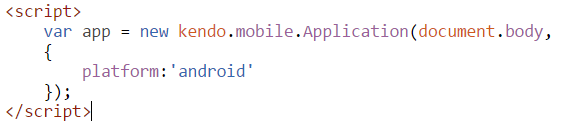 <script>
var app = new kendo.mobile.Application(document.body,
{
platform:'android'
});
</script>